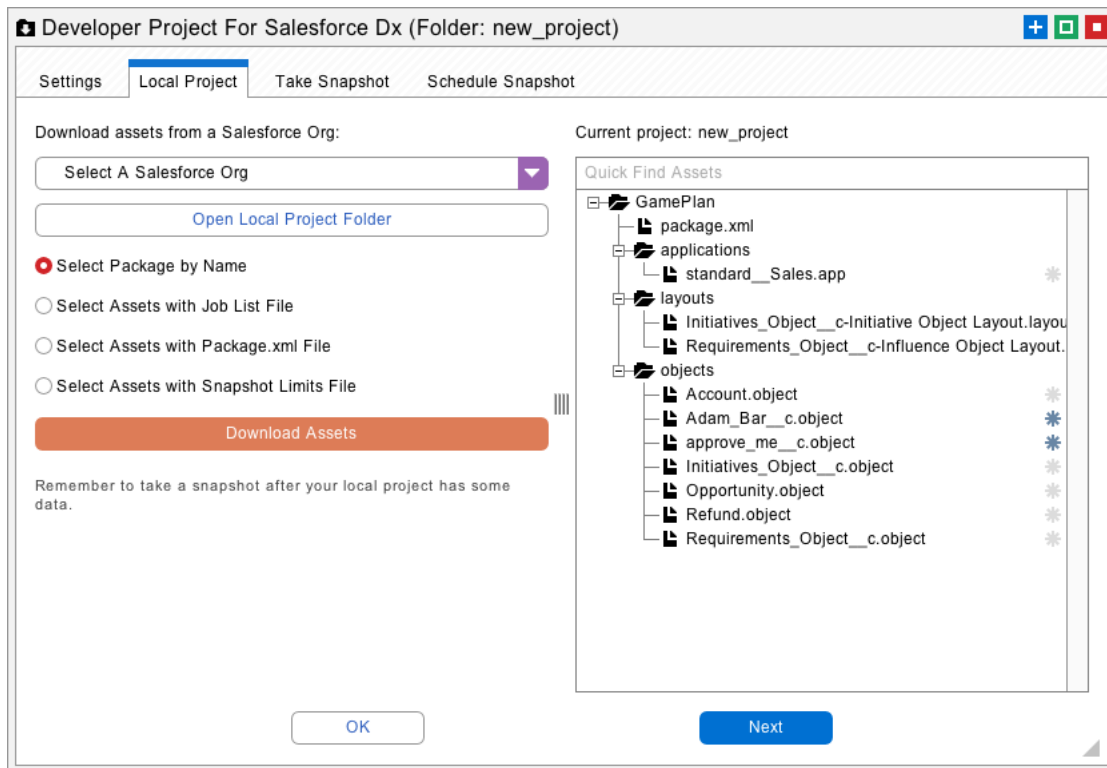 Developer Project For Salesforce Dx (Folder: new_project)
Settings
Local Project
Take Snapshot
Schedule Snapshot
Download assets from a Salesforce Org:
Select A Salesforce Org
Open Local Project Folder
Select Package by Name
Select Assets with Job List File
Select Assets with Package.xml File
Select Assets with Snapshot Limits File
Download Assets
Remember to take a snapshot after your local project has some
data.
Current project: new_project
Quick Find Assets
GamePlan
package.xml
applications
standard__Sales.app
layouts
Initiatives_Object__c-Initiative Object Layout.layou
Requirements_Object__c-Influence Object Layout.
objects
Account.object
Adam_Bar__c.object
approve_me__c.object
Initiatives_Object__c.object
Opportunity.object
Refund.object
Requirements_Object__c.object
OK
Next